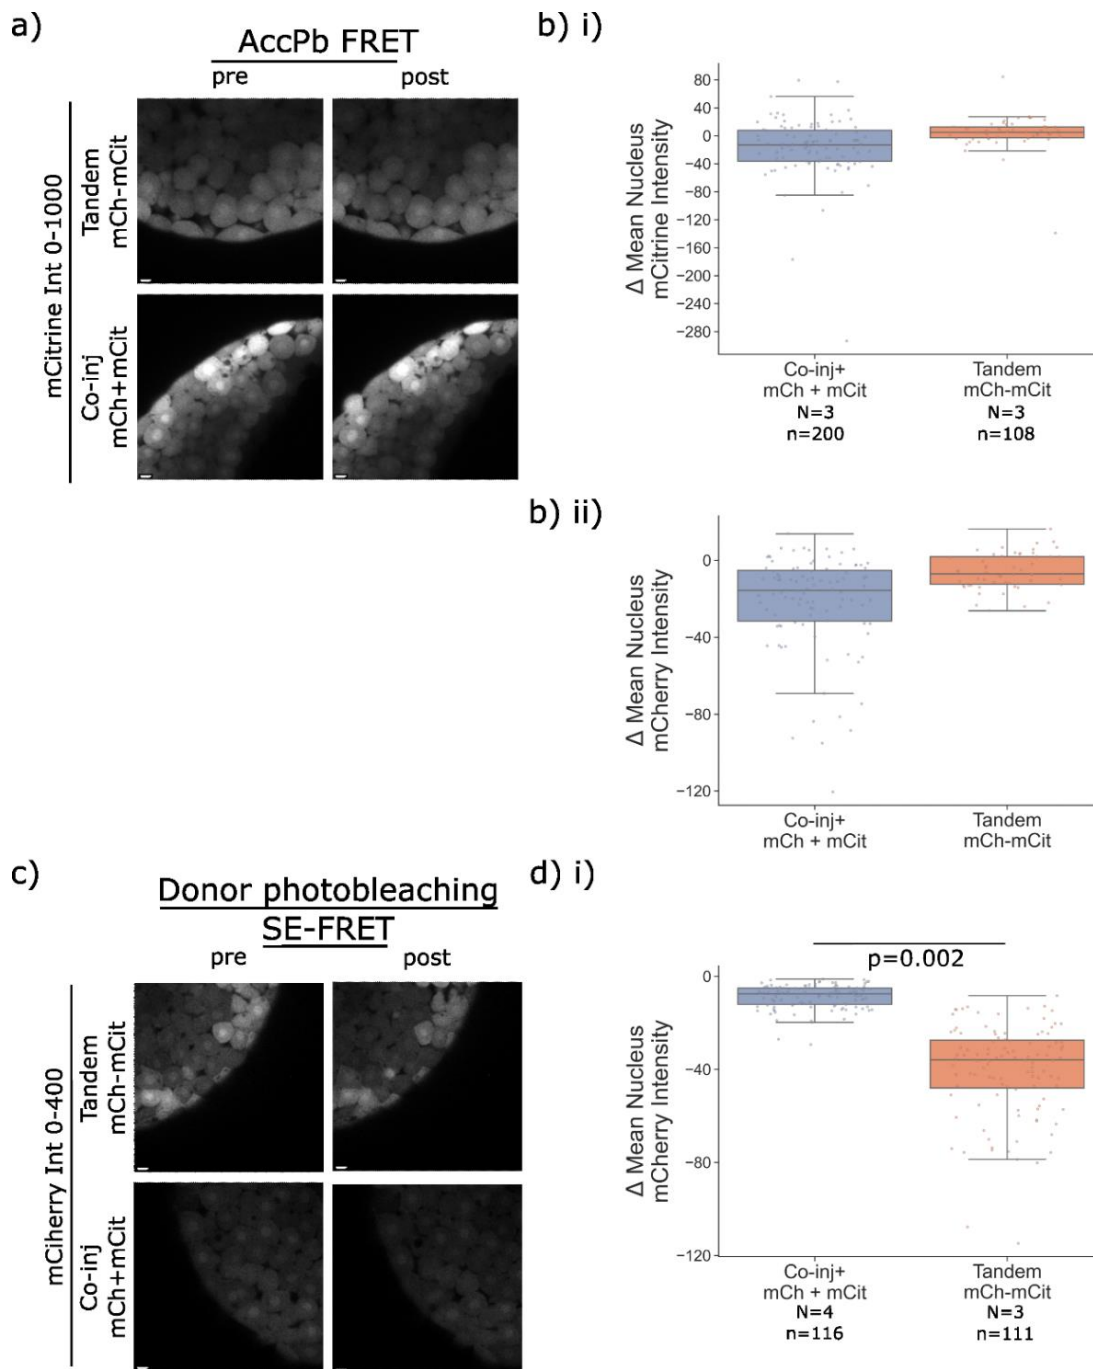 a)
AccPb FRET
pre
post
mCitrine Int 0-1000
Tandem
mCh-mCit
Co-inj
mCh+mCit
b) i)
Δ Mean Nucleus
mCitrine Intensity
80
40
0
−40
−80
−120
−160
−200
−240
−280
Co-inj+
mCh + mCit
N=3
n=200
Tandem
mCh-mCit
N=3
n=108
b) ii)
Δ Mean Nucleus
mCherry Intensity
0
−40
−80
−120
Co-inj+
mCh + mCit
Tandem
mCh-mCit
c)
Donor photobleaching
SE-FRET
pre
post
mCiherry Int 0-400
Tandem
mCh-mCit
Co-inj
mCh+mCit
d) i)
p=0.002
Δ Mean Nucleus
mCherry Intensity
0
−40
−80
−120
Co-inj+
mCh + mCit
N=4
n=116
Tandem
mCh-mCit
N=3
n=111